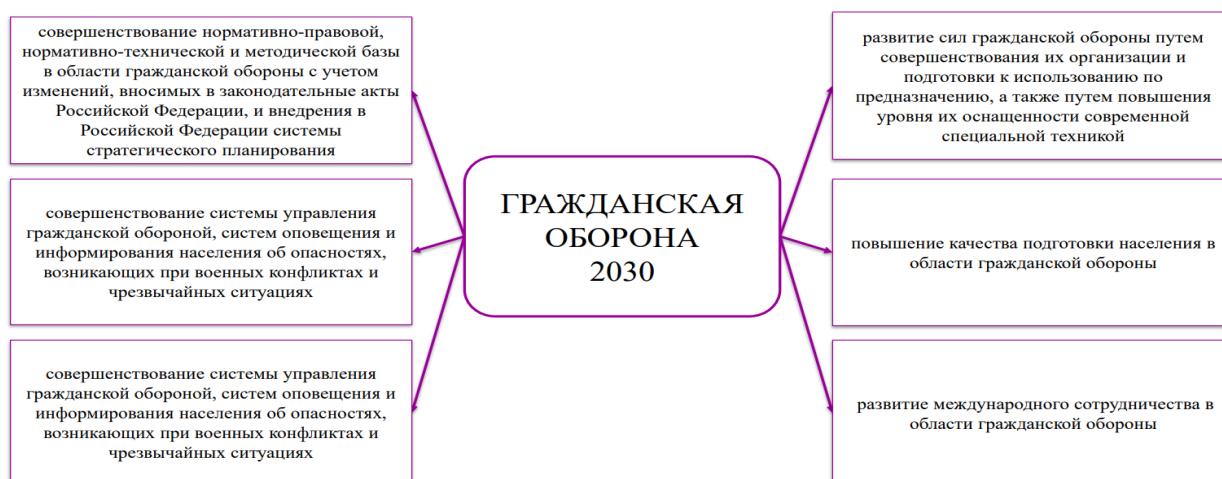 совершенствование нормативно-правовой,
нормативно-технической и методической базы
в области гражданской обороны с учетом
изменений, вносимых в законодательные акты
Российской Федерации, и внедрения в
Российской Федерации системы
стратегического планирования
совершенствование системы управления
гражданской обороной, систем оповещения и
информирования населения об опасностях,
возникающих при военных конфликтах и
чрезвычайных ситуациях
совершенствование системы управления
гражданской обороной, систем оповещения и
информирования населения об опасностях,
возникающих при военных конфликтах и
чрезвычайных ситуациях
ГРАЖДАНСКАЯ
ОБОРОНА
2030
развитие сил гражданской обороны путем
совершенствования их организации и
подготовки к использованию по
предназначению, а также путем повышения
уровня их оснащенности современной
специальной техникой
повышение качества подготовки населения в
области гражданской обороны
развитие международного сотрудничества в
области гражданской обороны